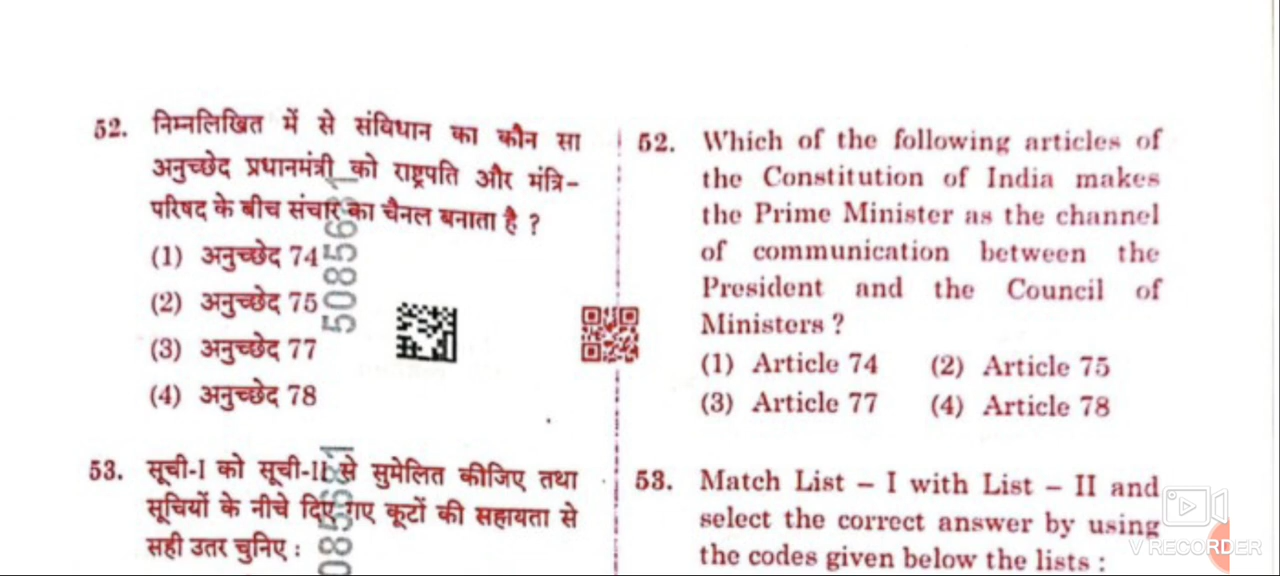 52. निम्नलिखित में से संविधान का कौन सा
अनुच्छेद प्रधानमंत्री को राष्ट्रपति और मंत्रि-
परिषद के बीच संचार का चैनल बनाता है ?
(1) अनुच्छेद 74
(2) अनुच्छेद 75
(3) अनुच्छेद 77
(4) अनुच्छेद 78
53. सूची-I को सूची-II से सुमेलित कीजिए तथा
सूचियों के नीचे दिए गए कूटों की सहायता से
सही उतर चुनिए :
5085681
085681
52. Which of the following articles of
the Constitution of India makes
the Prime Minister as the channel
of communication between the
President and the Council of
Ministers ?
(1) Article 74 (2) Article 75
(3) Article 77 (4) Article 78
53. Match List – I with List – II and
select the correct answer by using
the codes given below the lists :
V RECORDER